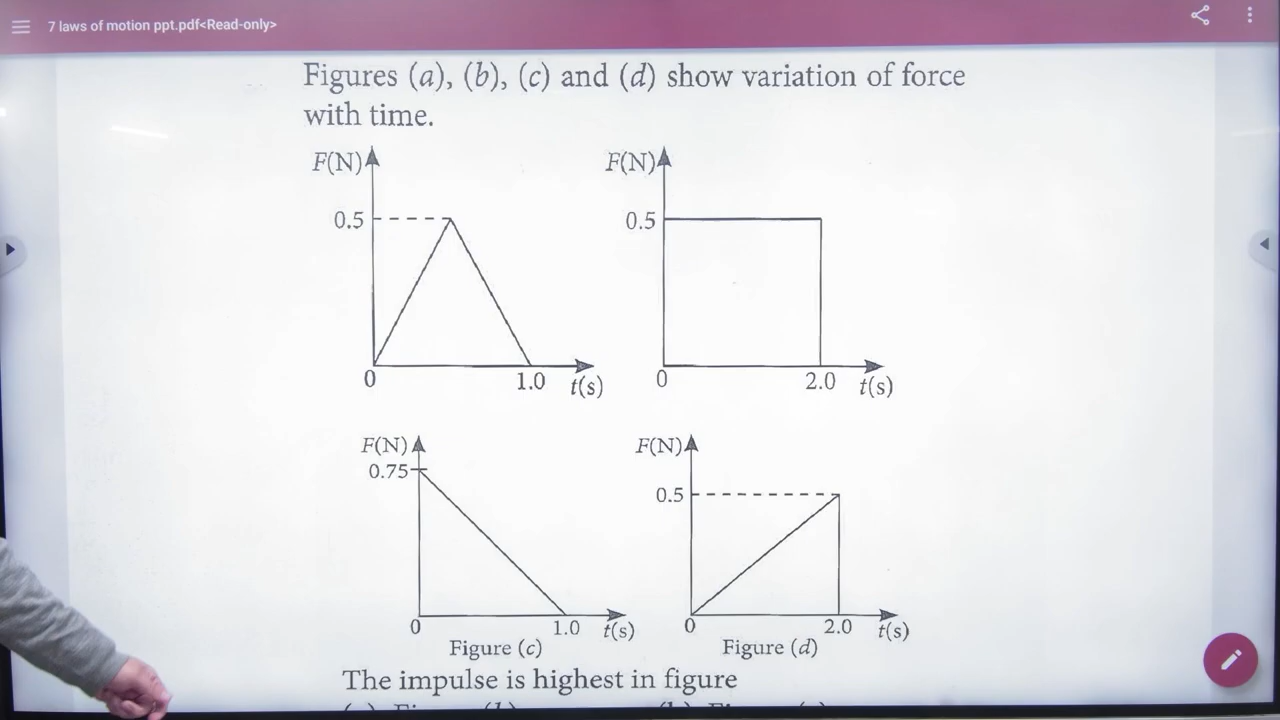 7 laws of motion ppt.pdf<Read-only>
Figures (a), (b), (c) and (d) show variation of force
with time.
F(N)
0.5
0
1.0
t(s)
F(N)
0.5
0
2.0
t(s)
F(N)
0.75
0
1.0
t(s)
Figure (c)
F(N)
0.5
0
2.0
t(s)
Figure (d)
The impulse is highest in figure